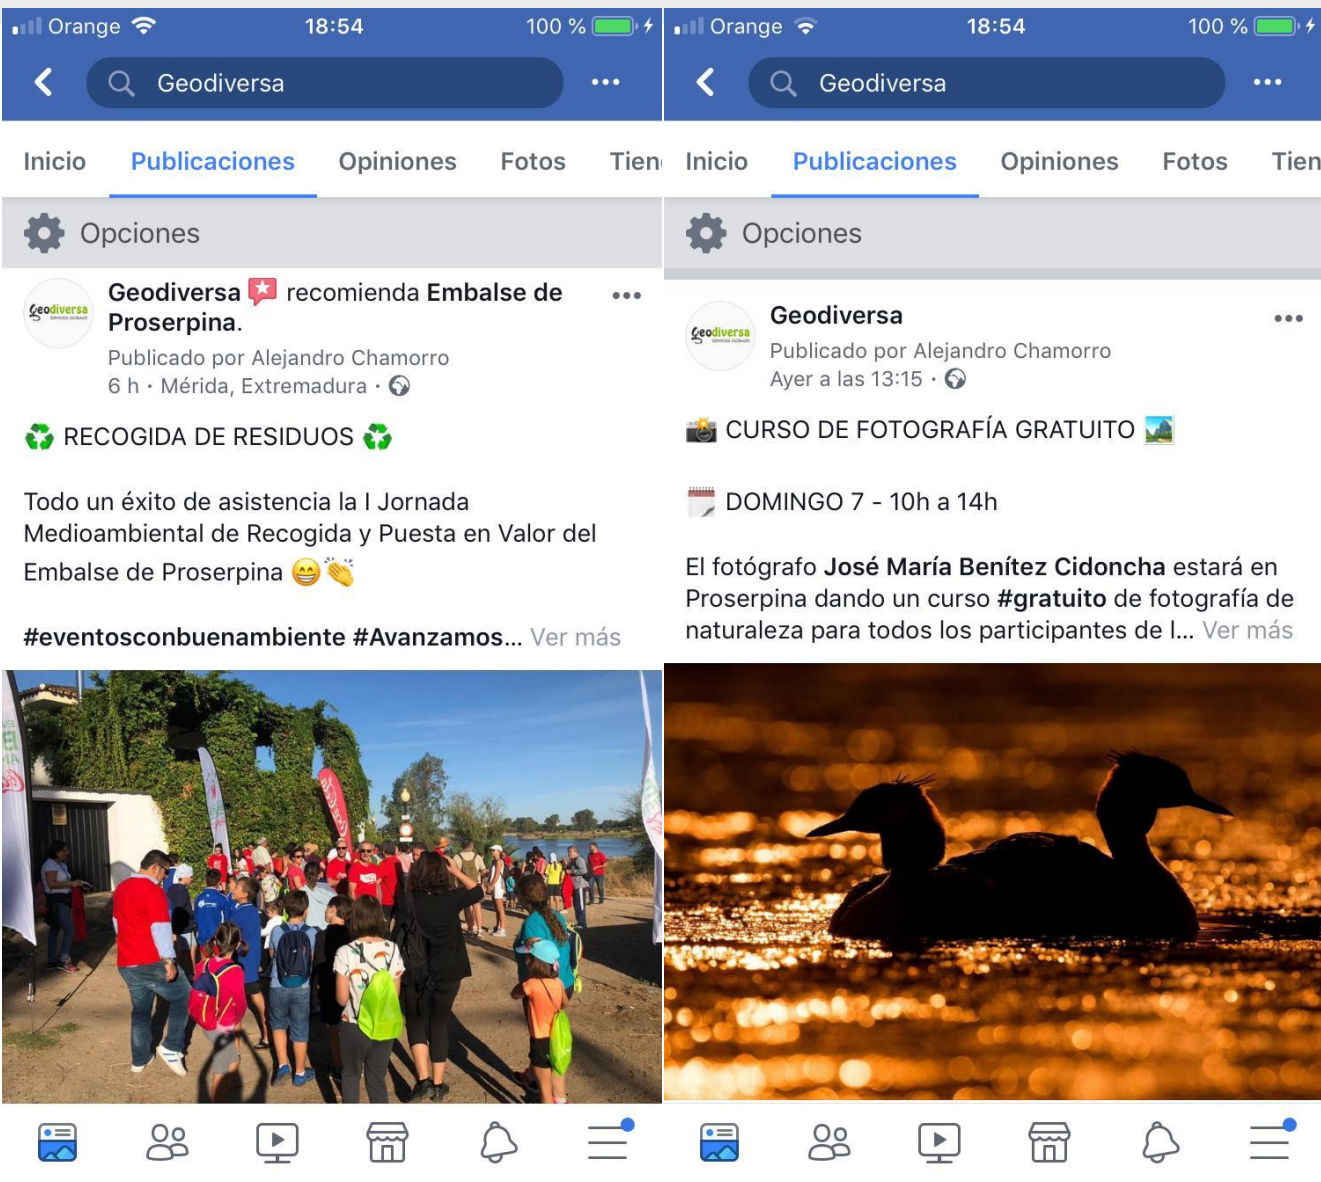 Orange
18:54
100 %
Geodiversa
Inicio
Publicaciones
Opiniones
Fotos
Opciones
Geodiversa recomienda Embalse de
Proserpina.
Publicado por Alejandro Chamorro
6 h · Mérida, Extremadura ·
RECOGIDA DE RESIDUOS
Todo un éxito de asistencia la I Jornada
Medioambiental de Recogida y Puesta en Valor del
Embalse de Proserpina
#eventosconbuenambiente #Avanzamos... Ver más
Orange
18:54
100 %
Geodiversa
Inicio
Publicaciones
Opiniones
Fotos
Tien
Opciones
geodiversa
Geodiversa
Publicado por Alejandro Chamorro
Ayer a las 13:15 ·
CURSO DE FOTOGRAFÍA GRATUITO
DOMINGO 7 - 10h a 14h
El fotógrafo José María Benítez Cidoncha estará en
Proserpina dando un curso #gratuito de fotografía de
naturaleza para todos los participantes de l... Ver más